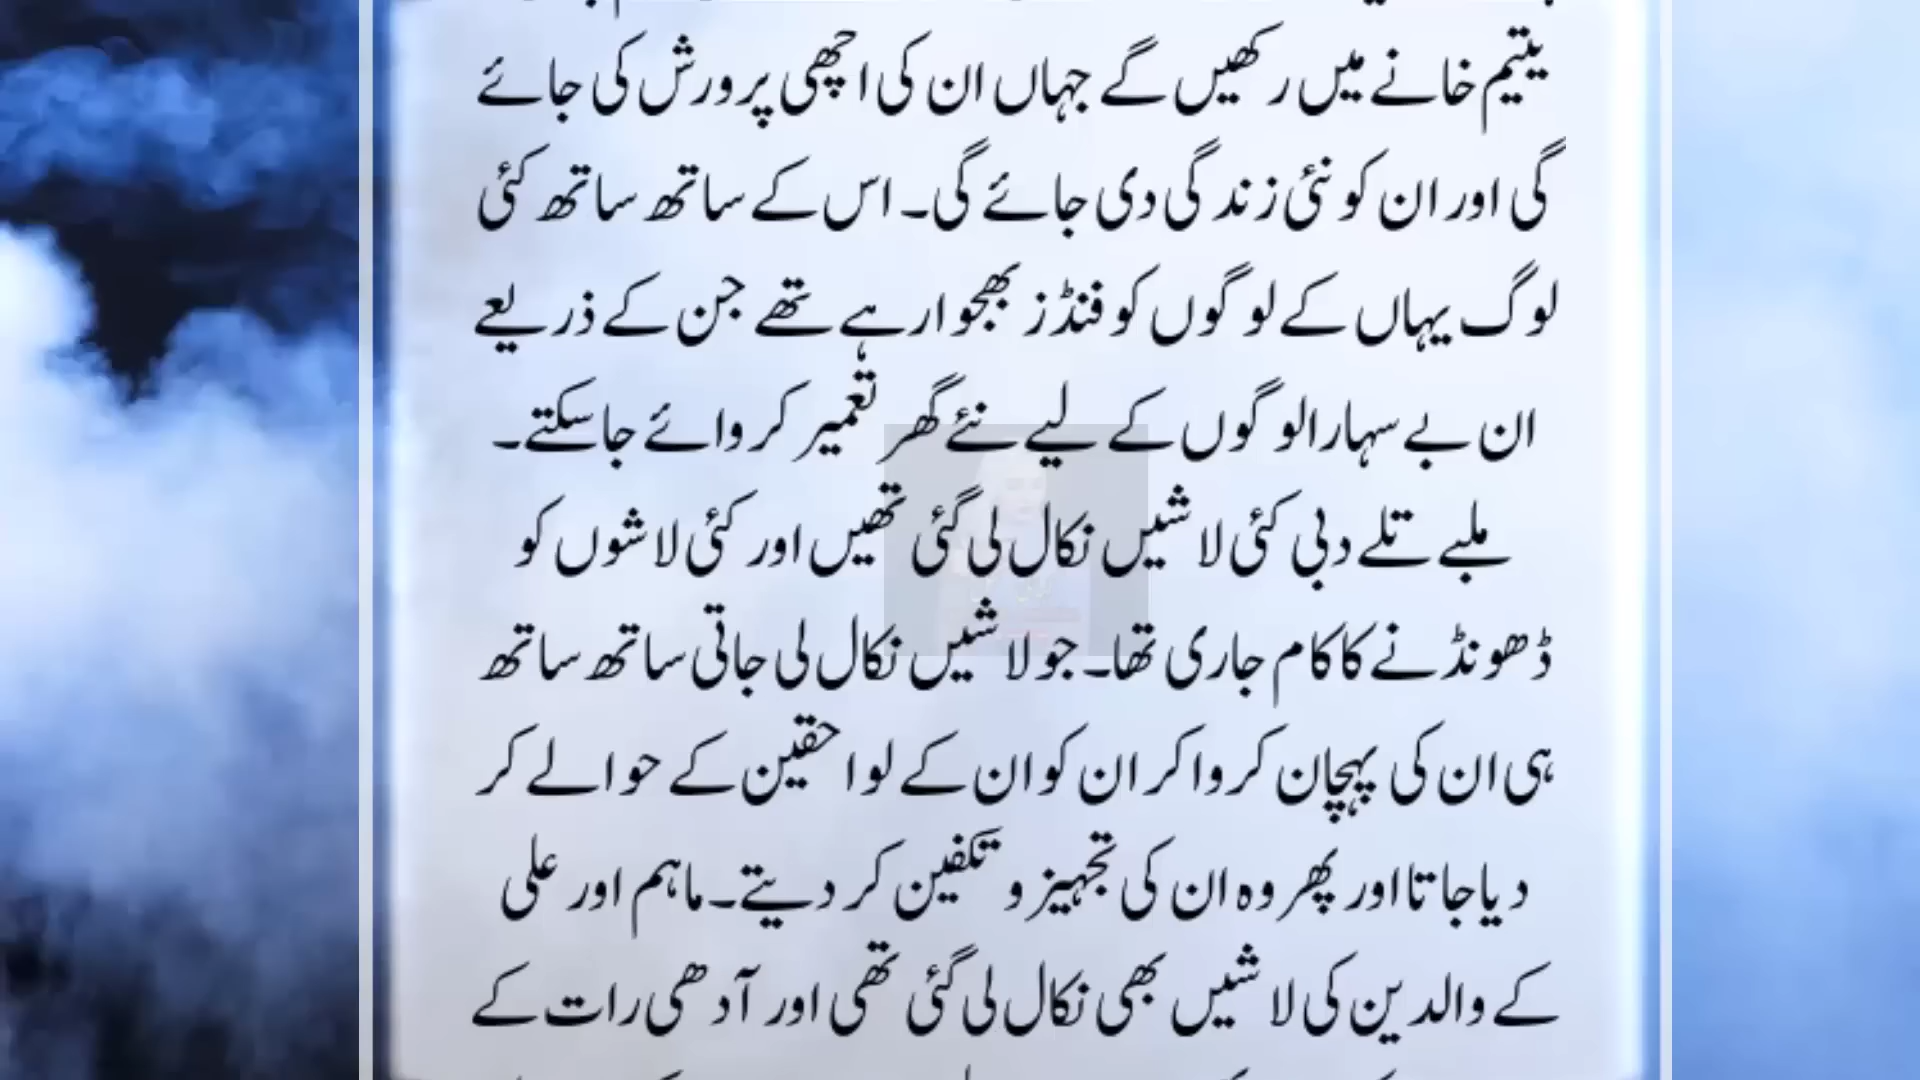 یتیم خانے میں رکھیں گے جہاں ان کی اچھی پرورش کی جائے
گی اور ان کو نئی زندگی دی جائے گی۔ اس کے ساتھ ساتھ کئی
لوگ یہاں کے لوگوں کو فنڈز بھجوا رہے تھے جن کے ذریعے
ان بے سہارا لوگوں کے لیے نئے گھر تعمیر کروائے جا سکتے۔
ملبے تلے دبی کئی لاشیں نکال لی گئی تھیں اور کئی لاشوں کو
ڈھونڈنے کا کام جاری تھا۔ جو لاشیں نکال لی جاتی ساتھ ساتھ
ہی ان کی پہچان کروا کر ان کو ان کے لواحقین کے حوالے کر
دیا جاتا اور پھر وہ ان کی تجہیز و تکفین کر دیتے۔ ماہم اور علی
کے والدین کی لاشیں بھی نکال لی گئی تھی اور آدھی رات کے